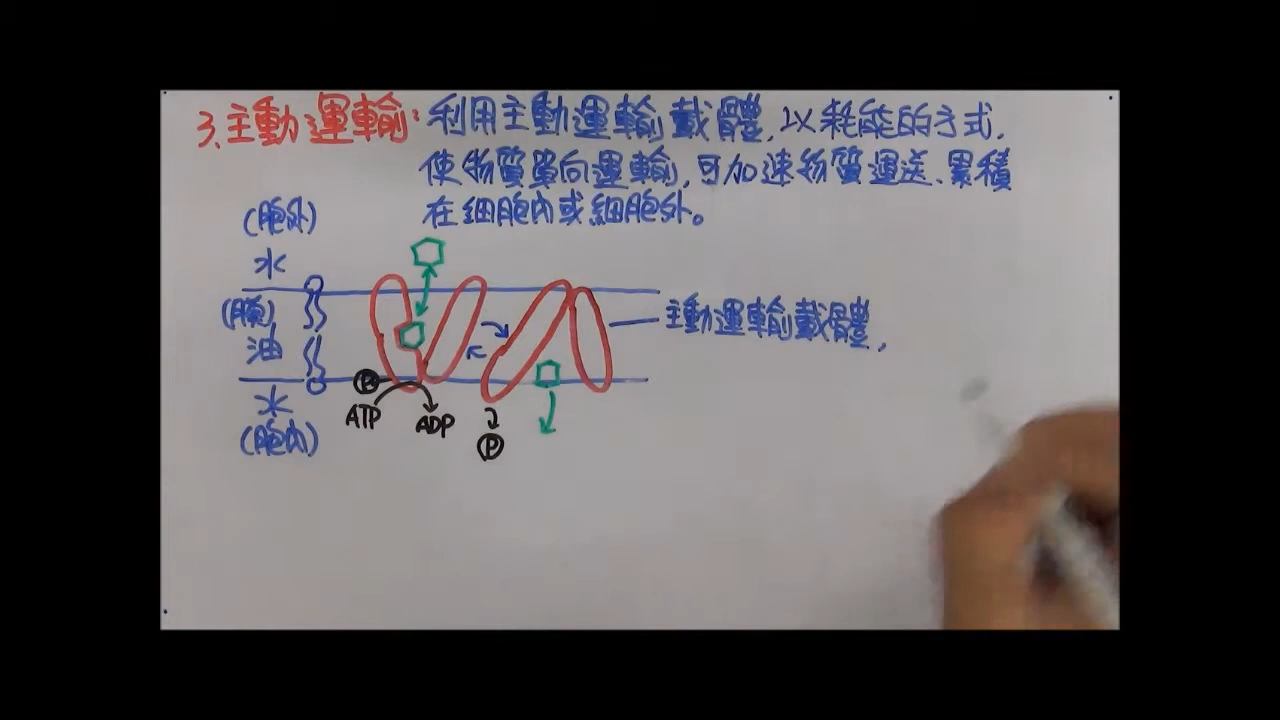 3、主動運輸：利用主動運輸載體，以耗能的方式，
使物質單向運輸，可加速物質運送、累積
在細胞內或細胞外。
(胞外)
水
(膜)
油
水
(胞內)
主動運輸載體，
P
ATP
ADP
P